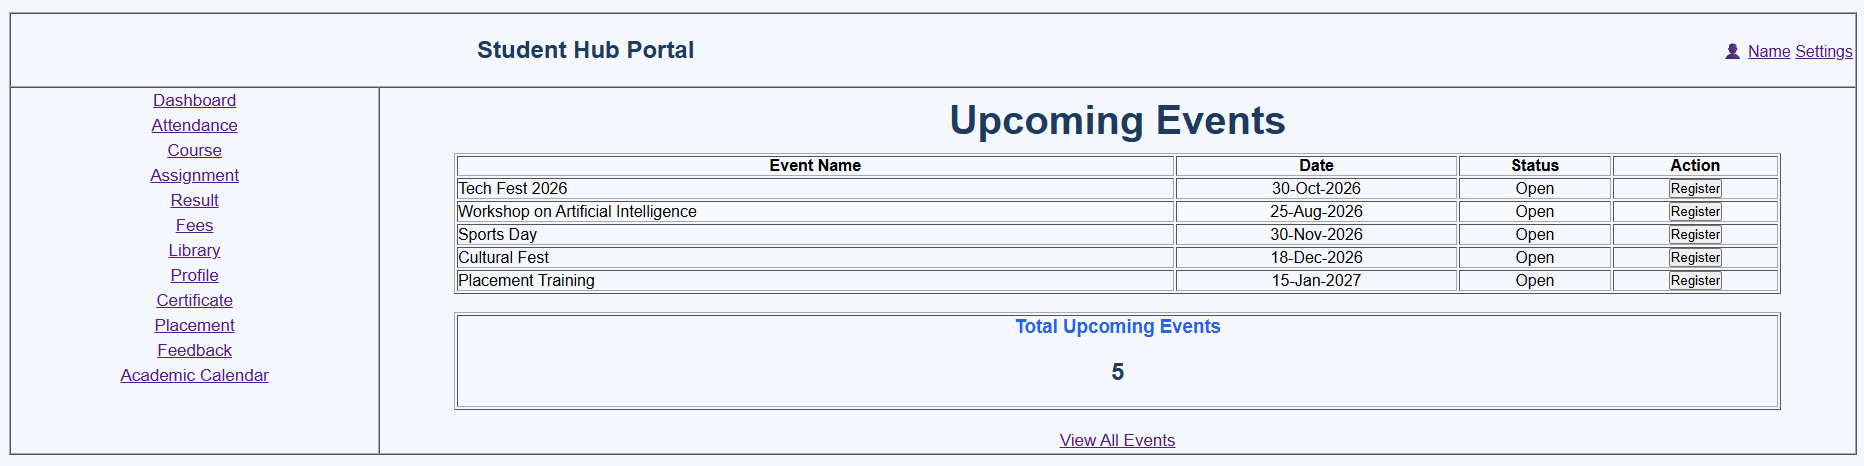 Student Hub Portal
Name Settings
Dashboard
Attendance
Course
Assignment
Result
Fees
Library
Profile
Certificate
Placement
Feedback
Academic Calendar
Upcoming Events
Event Name Date Status Action
Tech Fest 2026 30-Oct-2026 Open Register
Workshop on Artificial Intelligence 25-Aug-2026 Open Register
Sports Day 30-Nov-2026 Open Register
Cultural Fest 18-Dec-2026 Open Register
Placement Training 15-Jan-2027 Open Register
Total Upcoming Events
5
View All Events